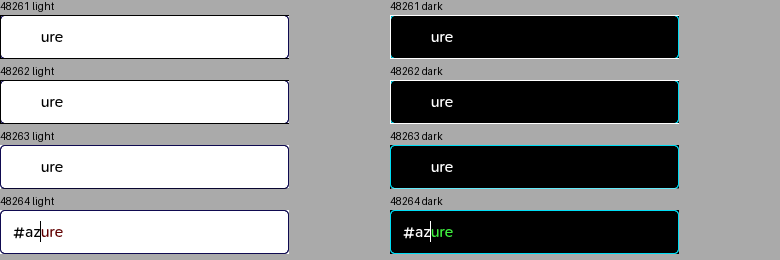 48261 light
48261 dark
ure
ure
48262 light
48262 dark
ure
ure
48263 light
48263 dark
ure
ure
48264 light
48264 dark
#azure
#azure